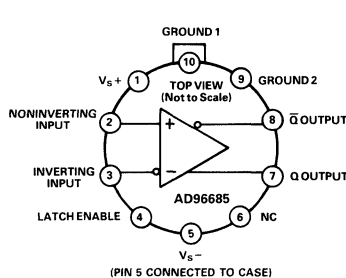 GROUND 1
10
TOP VIEW
(Not to Scale)
VS+
1
9
GROUND 2
NONINVERTING
INPUT
2
+
8
Q̅ OUTPUT
INVERTING
INPUT
3
−
7
Q OUTPUT
AD96685
LATCH ENABLE
4
6
NC
5
VS−
(PIN 5 CONNECTED TO CASE)